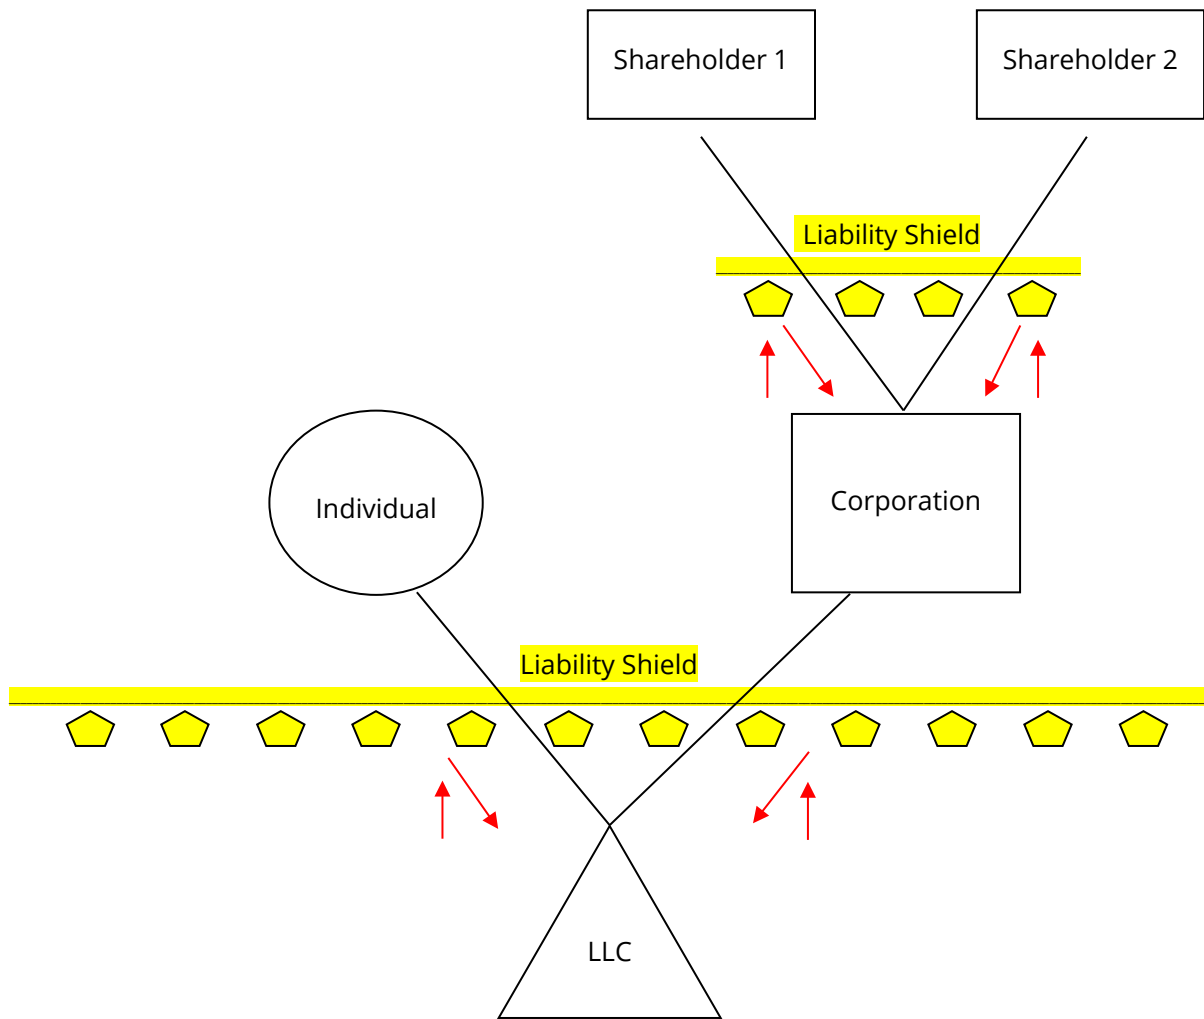 Shareholder 1
Shareholder 2
Liability Shield
Individual
Corporation
Liability Shield
LLC